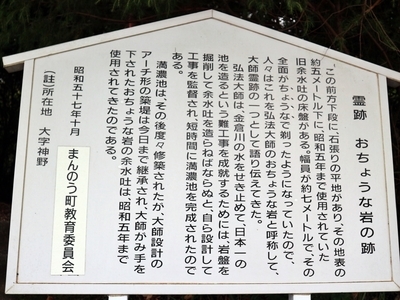 霊跡　おちょうな岩の跡
この前方下段に、石張りの平地があり、その地表の
約五メートル下に、昭和五年まで使用されていた
旧余水吐の床盤がある。幅員が約七メートルで、その
全面がちょうなで剃ったようになっていたので、
人々はこれを弘法大師のおちょうな岩と呼称して、
大師霊跡の一つとして語り伝えてきた。
弘法大師は、金倉川の水をせき止めて、日本一の
池を造るという難工事を成就するためには、岩盤を
掘削して余水吐を造らねばならぬと、自ら設計して
工事を監督され、短時間に満濃池を完成されたので
ある。
満濃池は、その後度々修築されたが、大師設計の
アーチ形の築堤は今日まで継承され、大師がみ手を
下されたおちょうな岩の余水吐は、昭和五年まで
使用されてきたのである。
昭和五十七年十月
まんのう町教育委員会
（註）所在地　大字神野